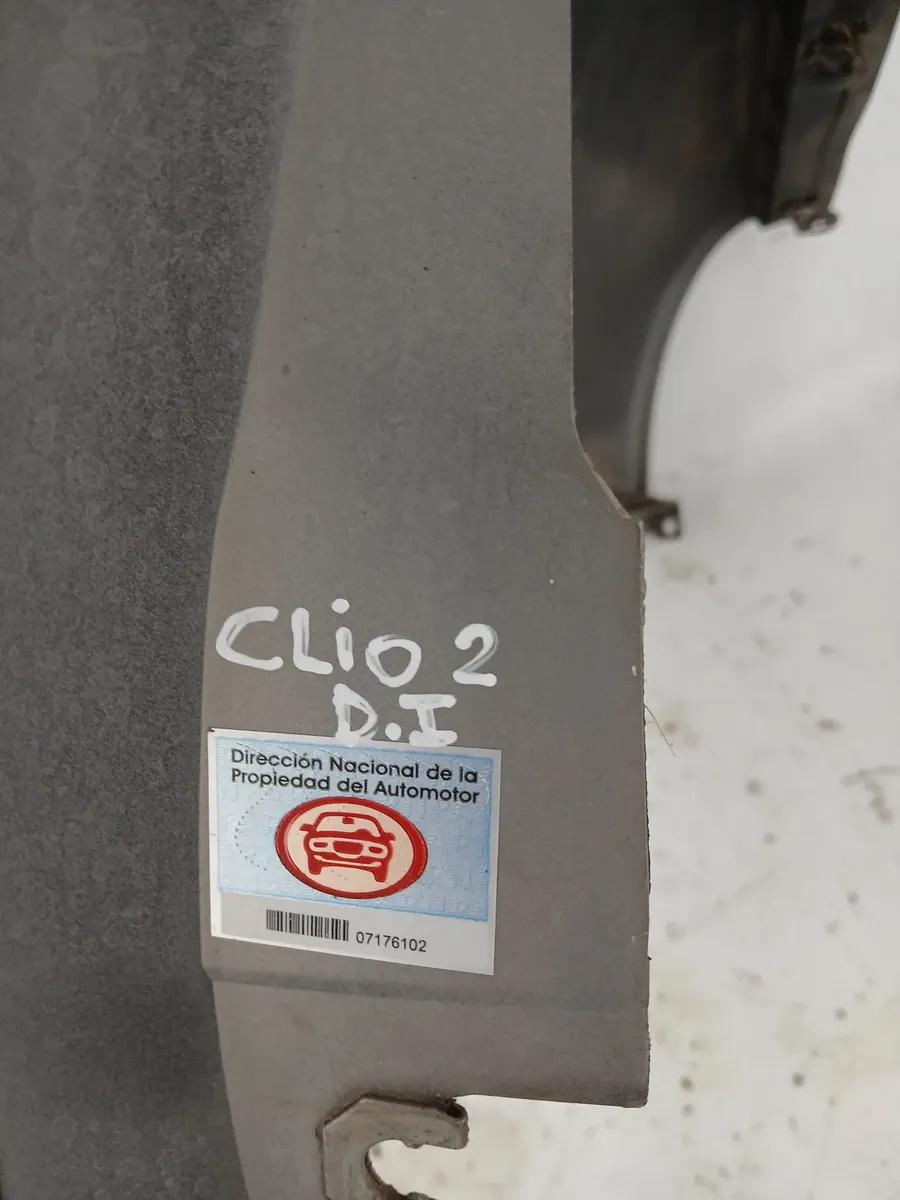 CLiO 2
D.I
Dirección Nacional de la
Propiedad del Automotor
07176102